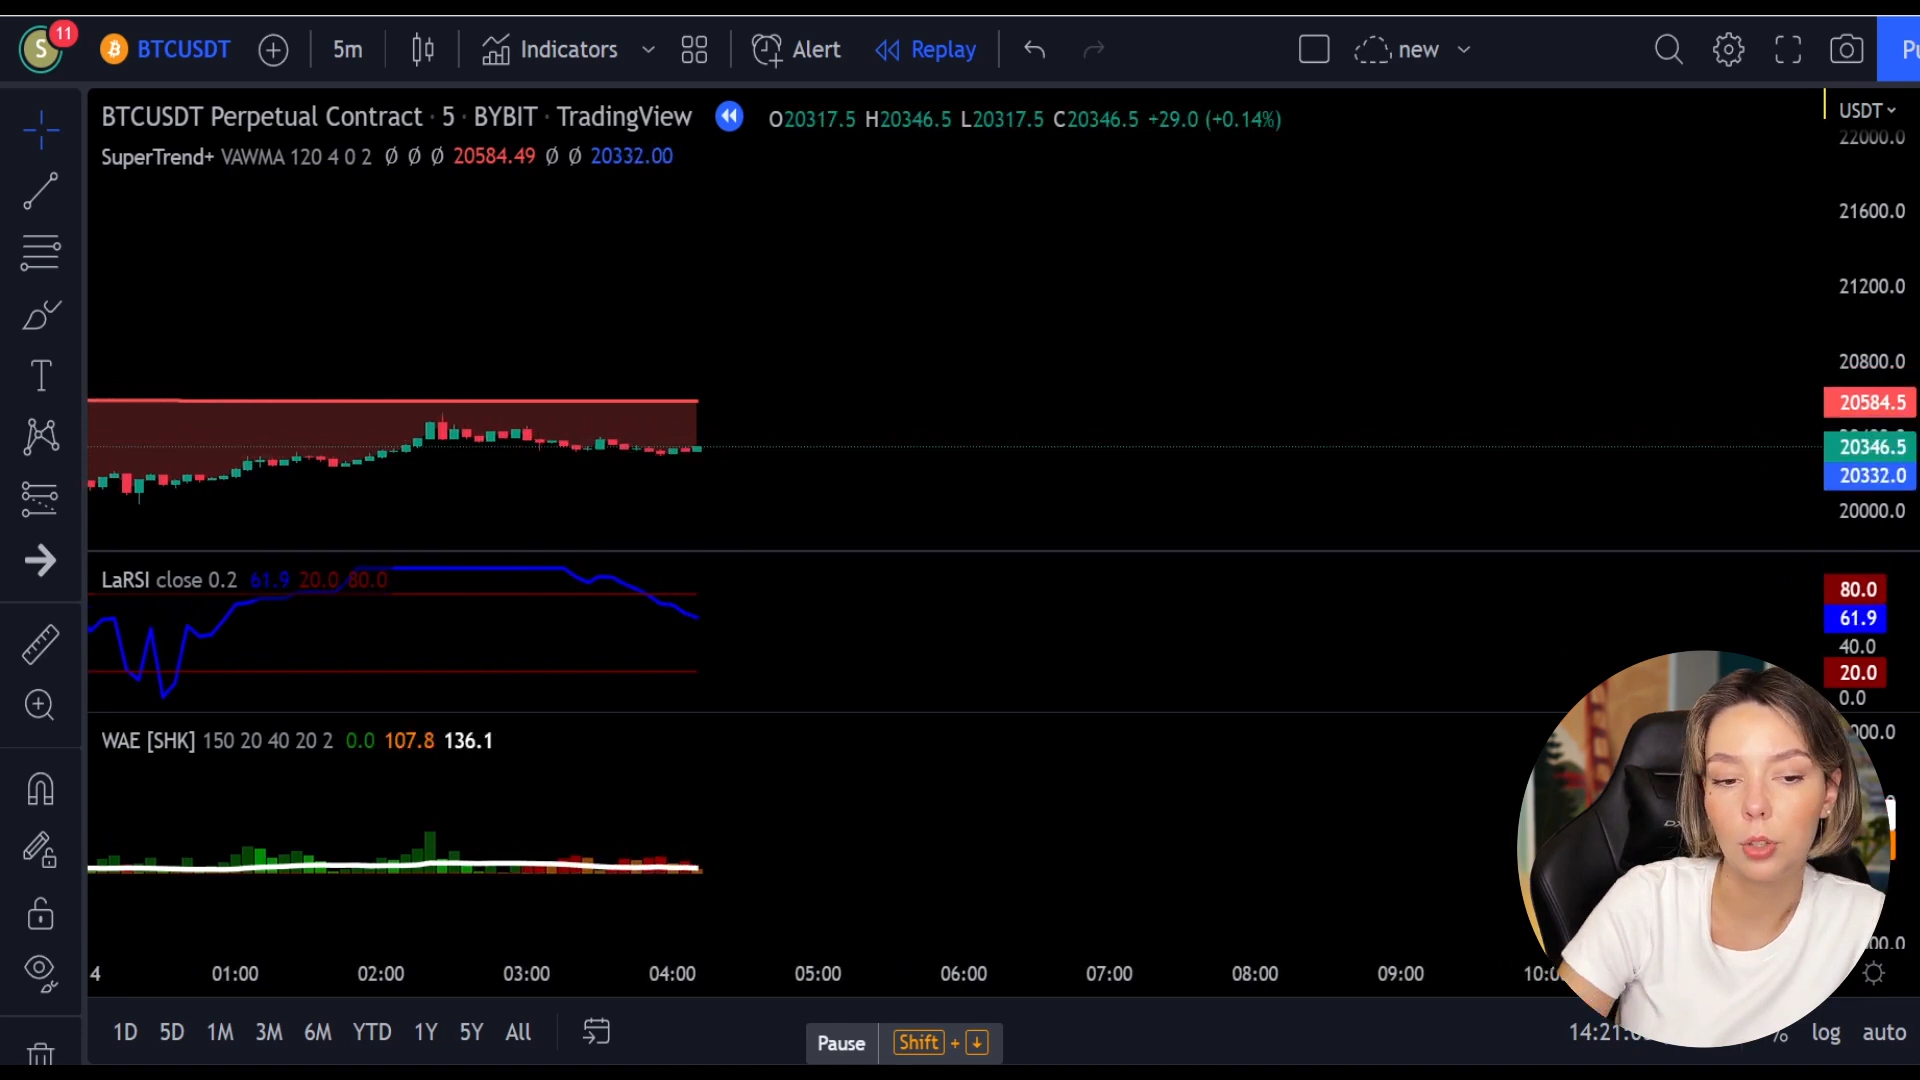 S 11 BTCUSDT 5m Indicators Alert Replay new Pu
BTCUSDT Perpetual Contract · 5 · BYBIT · TradingView O20317.5 H20346.5 L20317.5 C20346.5 +29.0 (+0.14%)
SuperTrend+ VAWMA 120 4 0 2 Ø Ø Ø 20584.49 Ø Ø 20332.00
USDT
22000.0
21600.0
21200.0
20800.0
20584.5
20346.5
20332.0
20000.0
LaRSI close 0.2 61.9 20.0 80.0
80.0
61.9
40.0
20.0
0.0
WAE [SHK] 150 20 40 20 2 0.0 107.8 136.1
4 01:00 02:00 03:00 04:00 05:00 06:00 07:00 08:00 09:00
1D 5D 1M 3M 6M YTD 1Y 5Y All
Pause Shift + ↓
% log auto